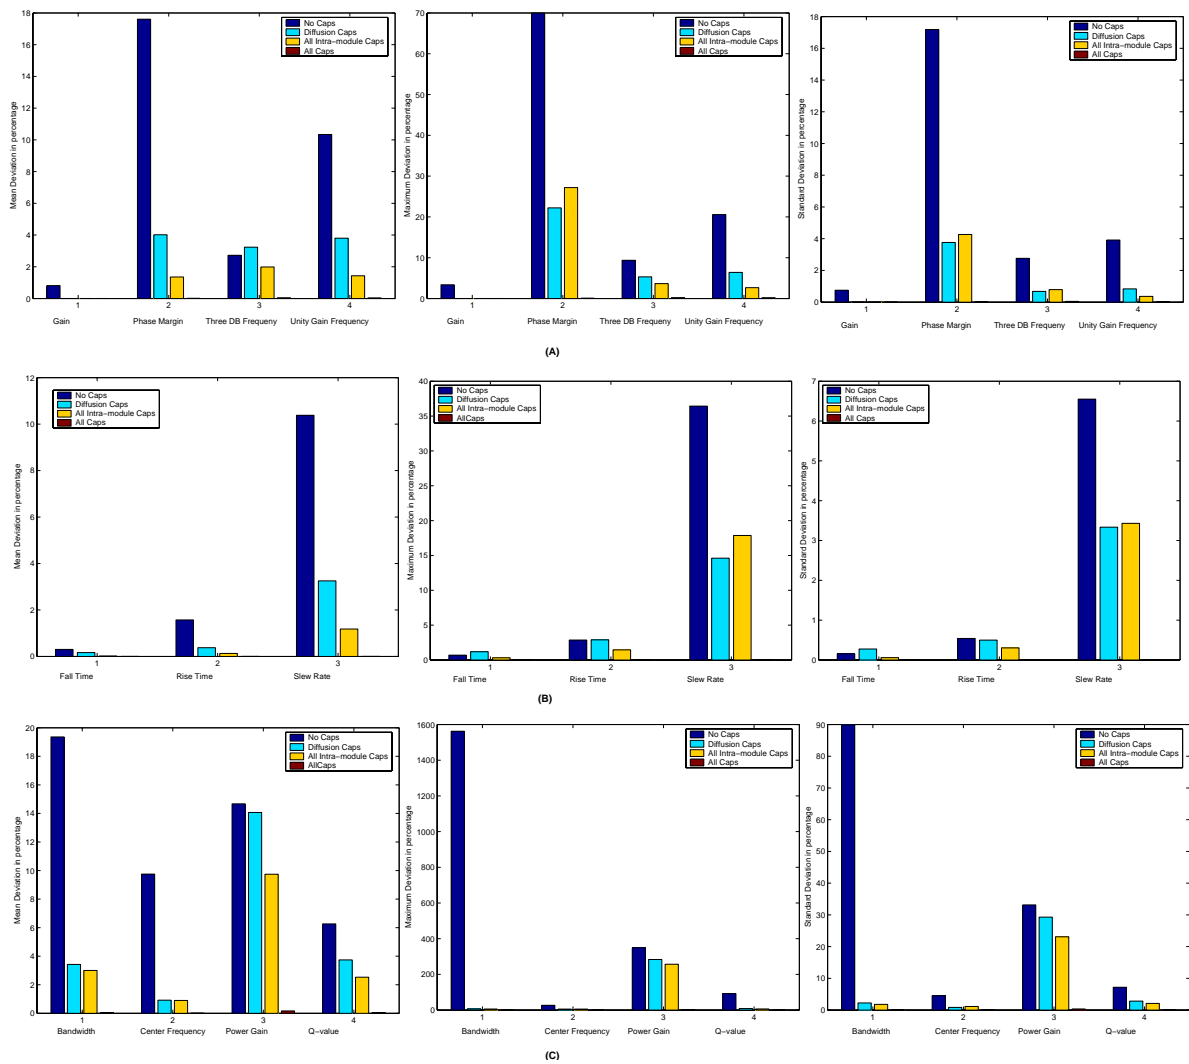 Mean Deviation in percentage
18
16
14
12
10
8
6
4
2
0
No Caps
Diffusion Caps
All Intra-module Caps
All Caps
1
2
3
4
Gain
Phase Margin
Three DB Frequeny
Unity Gain Frequency
Maximum Deviation in percentage
70
60
50
40
30
20
10
0
No Caps
Diffusion Caps
All Intra-module Caps
All Caps
1
2
3
4
Gain
Phase Margin
Three DB Frequeny
Unity Gain Frequency
Standard Deviation in percentage
18
16
14
12
10
8
6
4
2
0
No Caps
Diffusion Caps
All Intra-module Caps
All Caps
1
2
3
4
Gain
Phase Margin
Three DB Frequeny
Unity Gain Frequency
(A)
Mean Deviation in percentage
12
10
8
6
4
2
0
No Caps
Diffusion Caps
All Intra-module Caps
All Caps
1
2
3
Fall Time
Rise Time
Slew Rate
Maximum Deviation in percentage
40
35
30
25
20
15
10
5
0
No Caps
Diffusion Caps
All Intra-module Caps
AllCaps
1
2
3
Fall Time
Rise Time
Slew Rate
Standard Deviation in percentage
7
6
5
4
3
2
1
0
No Caps
Diffusion Caps
All Intra-module Caps
All Caps
1
2
3
Fall Time
Rise Time
Slew Rate
(B)
Mean Deviation in percentage
20
18
16
14
12
10
8
6
4
2
0
No Caps
Diffusion Caps
All Intra-module Caps
AllCaps
1
2
3
4
Bandwidth
Center Frequency
Power Gain
Q-value
Maximum Deviation in percentage
1600
1400
1200
1000
800
600
400
200
0
No Caps
Diffusion Caps
All Intra-module Caps
All Caps
1
2
3
4
Bandwidth
Center Frequency
Power Gain
Q-value
Standard Deviation in percentage
90
80
70
60
50
40
30
20
10
0
No Caps
Diffusion Caps
All Intra-module Caps
All Caps
1
2
3
4
Bandwidth
Center Frequency
Power Gain
Q-value
(C)